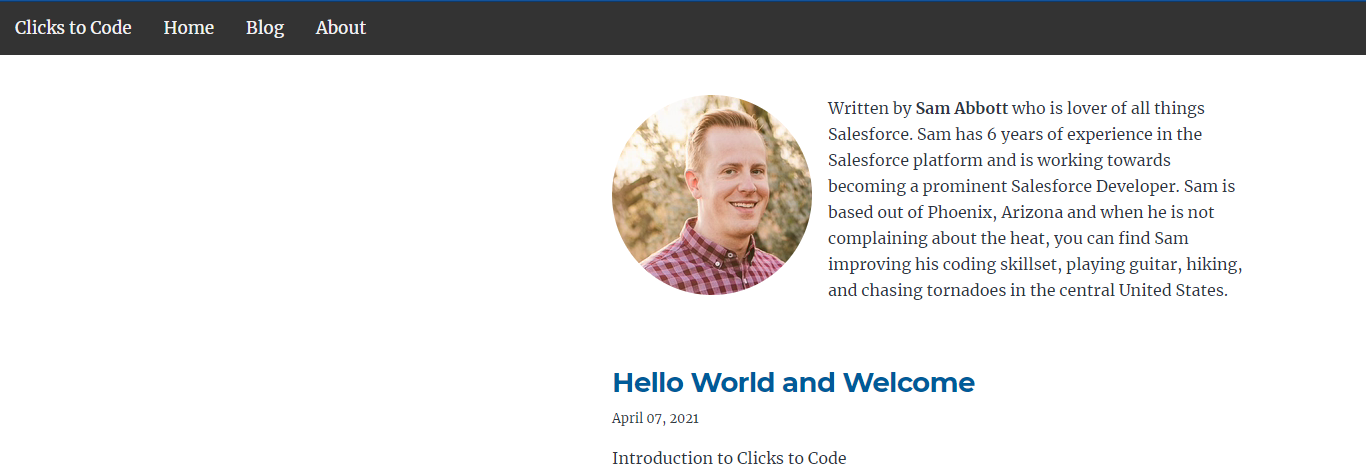 Clicks to Code Home Blog About
Written by Sam Abbott who is lover of all things
Salesforce. Sam has 6 years of experience in the
Salesforce platform and is working towards
becoming a prominent Salesforce Developer. Sam is
based out of Phoenix, Arizona and when he is not
complaining about the heat, you can find Sam
improving his coding skillset, playing guitar, hiking,
and chasing tornadoes in the central United States.
Hello World and Welcome
April 07, 2021
Introduction to Clicks to Code